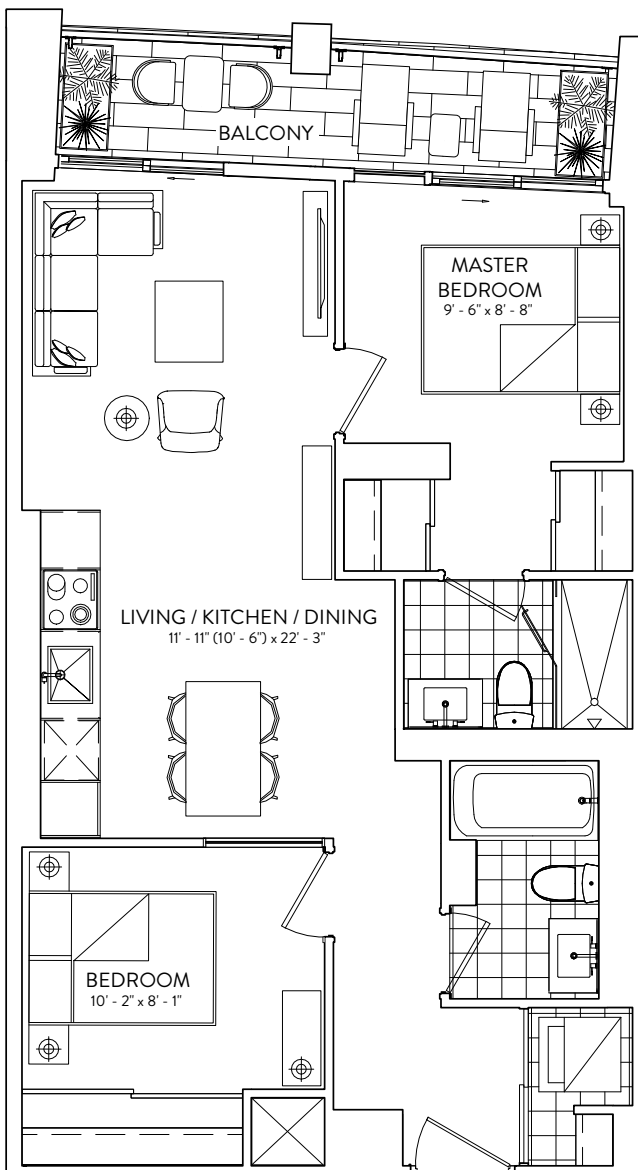 BALCONY
MASTER
BEDROOM
9' - 6" x 8' - 8"
LIVING / KITCHEN / DINING
11' - 11" (10' - 6") x 22' - 3"
BEDROOM
10' - 2" x 8' - 1"